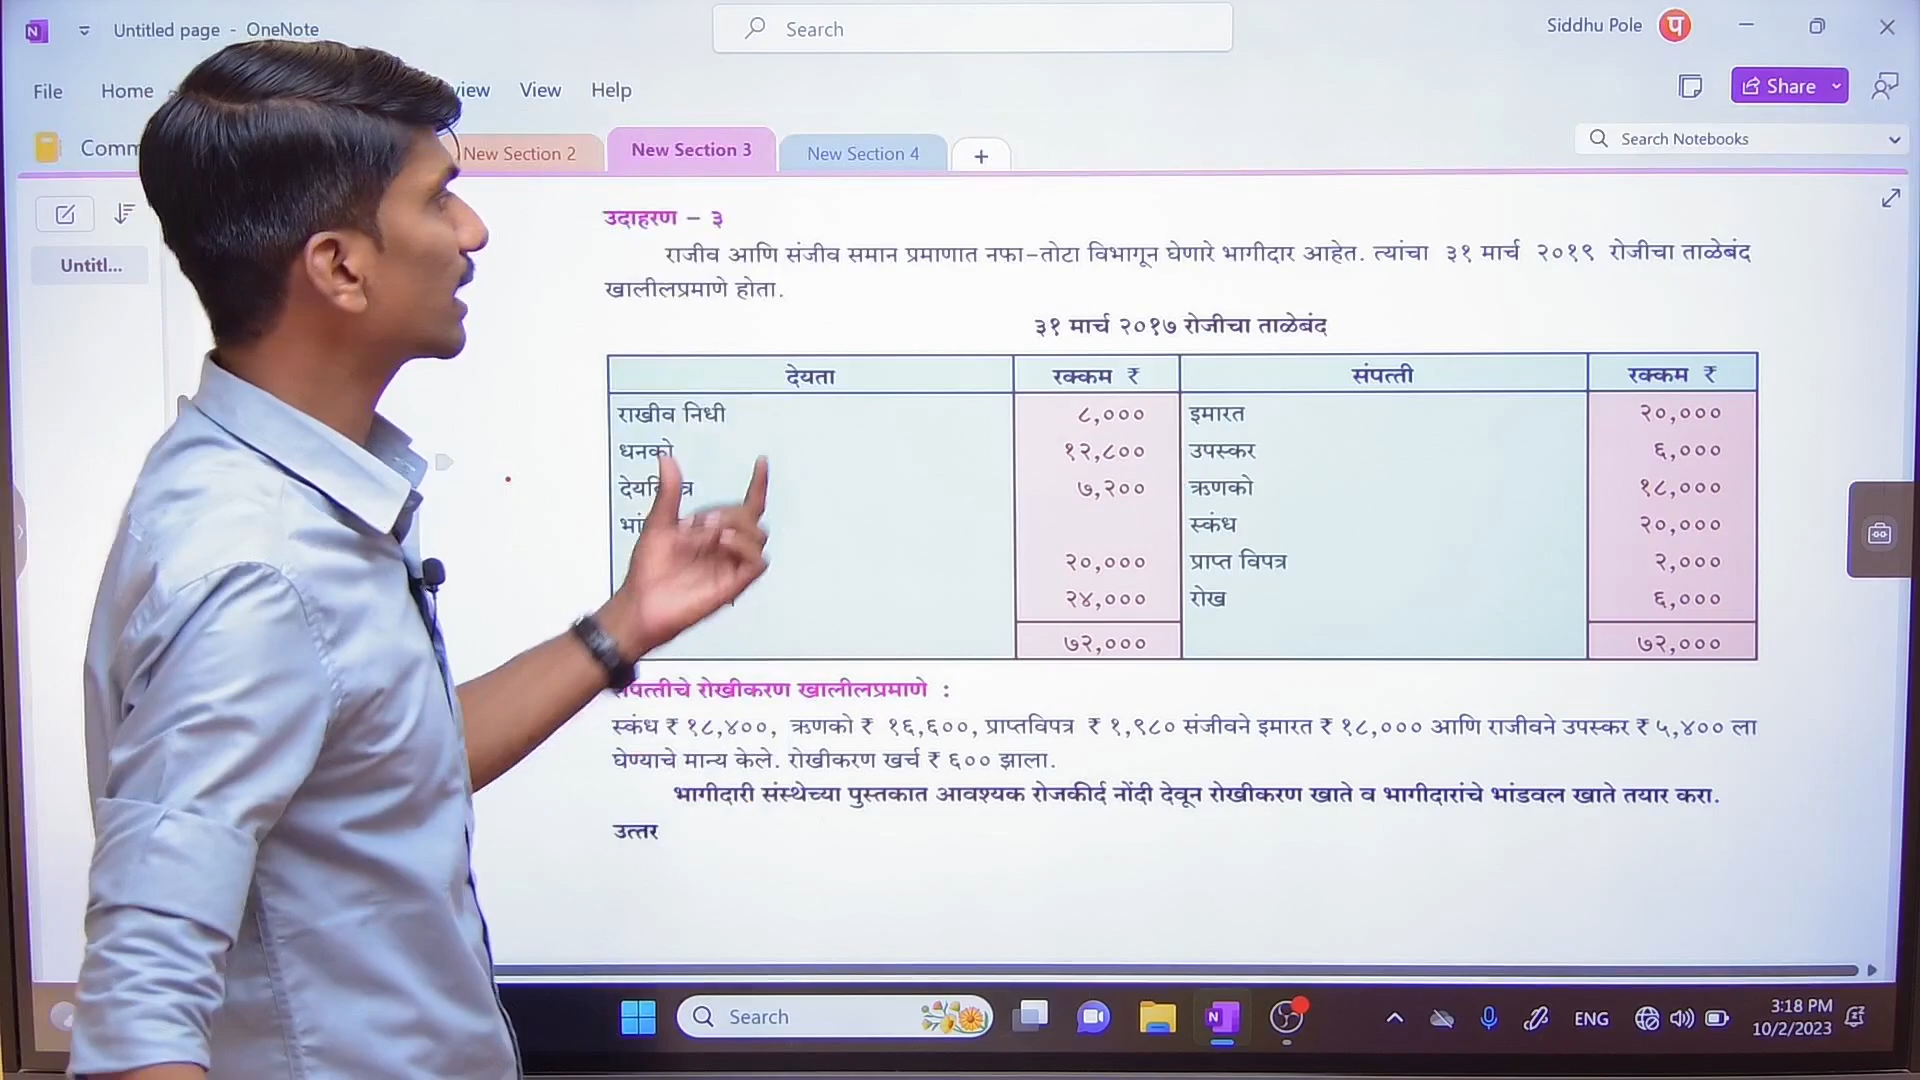 Untitled page - OneNote
Search
Siddhu Pole
प
File Home View Help
Share
New Section 2
New Section 3
New Section 4
+
Search Notebooks
Untitl...
उदाहरण – ३
राजीव आणि संजीव समान प्रमाणात नफा–तोटा विभागून घेणारे भागीदार आहेत. त्यांचा ३१ मार्च २०१९ रोजीचा ताळेबंद
खालीलप्रमाणे होता.
३१ मार्च २०१७ रोजीचा ताळेबंद
देयता रक्कम ₹ संपत्ती रक्कम ₹
राखीव निधी ८,००० इमारत २०,०००
धनको १२,८०० उपस्कर ६,०००
७,२०० ऋणको १८,०००
स्कंध २०,०००
२०,००० प्राप्त विपत्र २,०००
२४,००० रोख ६,०००
७२,००० ७२,०००
संपत्तीचे रोखीकरण खालीलप्रमाणे :
स्कंध ₹ १८,४००, ऋणको ₹ १६,६००, प्राप्तविपत्र ₹ १,९८० संजीवने इमारत ₹ १८,००० आणि राजीवने उपस्कर ₹ ५,४०० ला
घेण्याचे मान्य केले. रोखीकरण खर्च ₹ ६०० झाला.
भागीदारी संस्थेच्या पुस्तकात आवश्यक रोजकीर्द नोंदी देवून रोखीकरण खाते व भागीदारांचे भांडवल खाते तयार करा.
उत्तर
Search
ENG
3:18 PM
10/2/2023